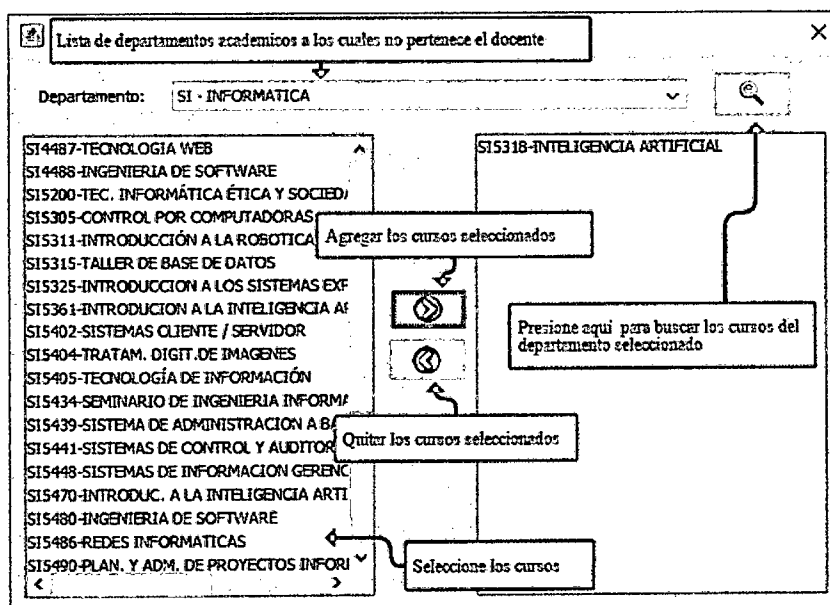 Lista de departamentos academicos a los cuales no pertenece el docente
Departamento:
SI - INFORMATICA
SI4487-TECNOLOGIA WEB
SI4488-INGENIERIA DE SOFTWARE
SI5200-TEC. INFORMÁTICA ÉTICA Y SOCIEDA
SI5305-CONTROL POR COMPUTADORAS
SI5311-INTRODUCCIÓN A LA ROBOTICA
SI5315-TALLER DE BASE DE DATOS
SI5325-INTRODUCCION A LOS SISTEMAS EXP
SI5361-INTRODUCION A LA INTELIGENCIA AR
SI5402-SISTEMAS CLIENTE / SERVIDOR
SI5404-TRATAM. DIGIT.DE IMAGENES
SI5405-TECNOLOGÍA DE INFORMACIÓN
SI5434-SEMINARIO DE INGENIERIA INFORMA
SI5439-SISTEMA DE ADMINISTRACION A BA
SI5441-SISTEMAS DE CONTROL Y AUDITOR
SI5448-SISTEMAS DE INFORMACION GERENC
SI5470-INTRODUC. A LA INTELIGENCIA ARTI
SI5480-INGENIERIA DE SOFTWARE
SI5486-REDES INFORMATICAS
SI5490-PLAN. Y ADM. DE PROYECTOS INFORI
SI5318-INTELIGENCIA ARTIFICIAL
Agregar los cursos seleccionados
Presione aqui para buscar los cursos del
departamento seleccionado
Quitar los cursos seleccionados
Seleccione los cursos